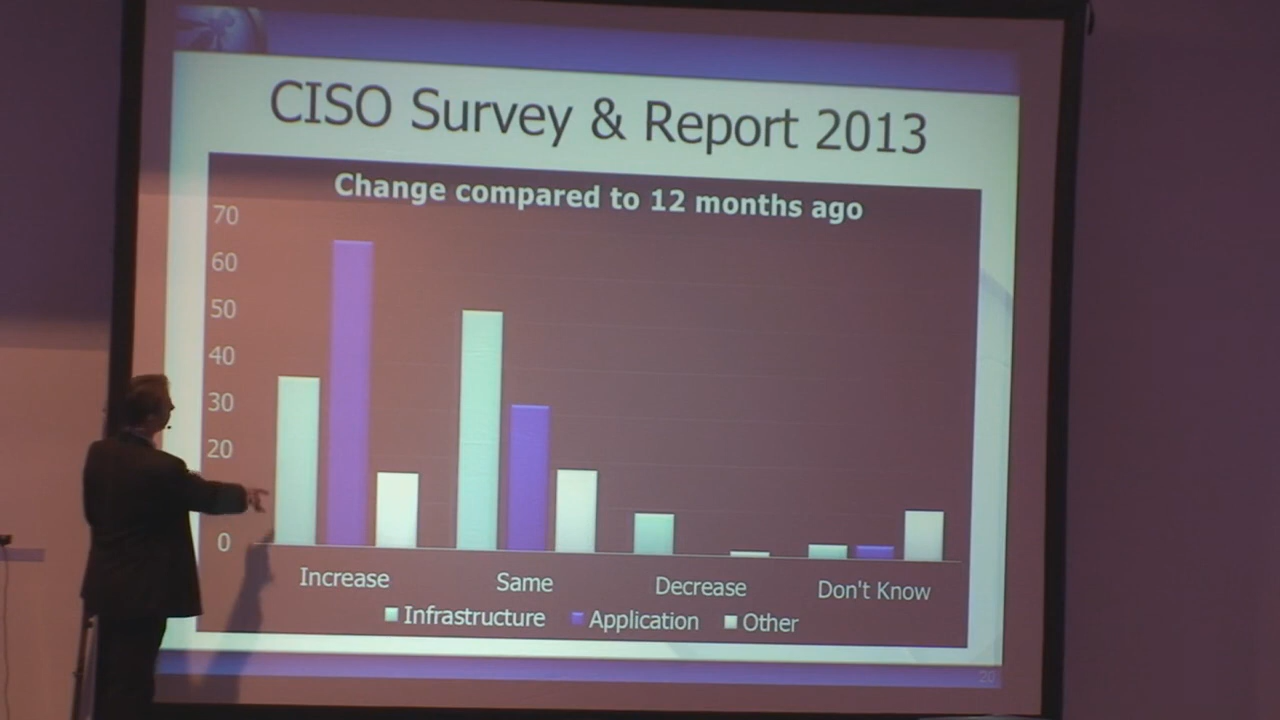 CISO Survey & Report 2013
Change compared to 12 months ago
70
60
50
40
30
20
0
Increase Same Decrease Don't Know
Infrastructure Application Other
20